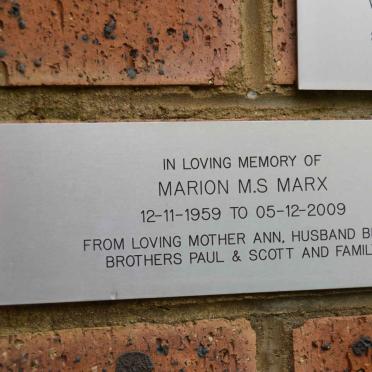 IN LOVING MEMORY OF
MARION M.S MARX
12-11-1959 TO 05-12-2009
FROM LOVING MOTHER ANN, HUSBAND
BROTHERS PAUL & SCOTT AND